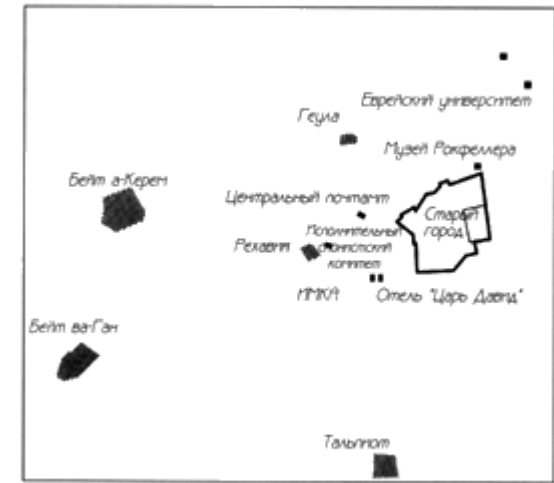 Еврейский университет
Геула
Музей Рокфеллера
Бейт а-Керем
Центральный почтамт
Старый
город
Исполнительный
сионистский
комитет
Рехавия
ИМКА
Отель "Царь Давид"
Бейт ва-Ган
Тальпиот